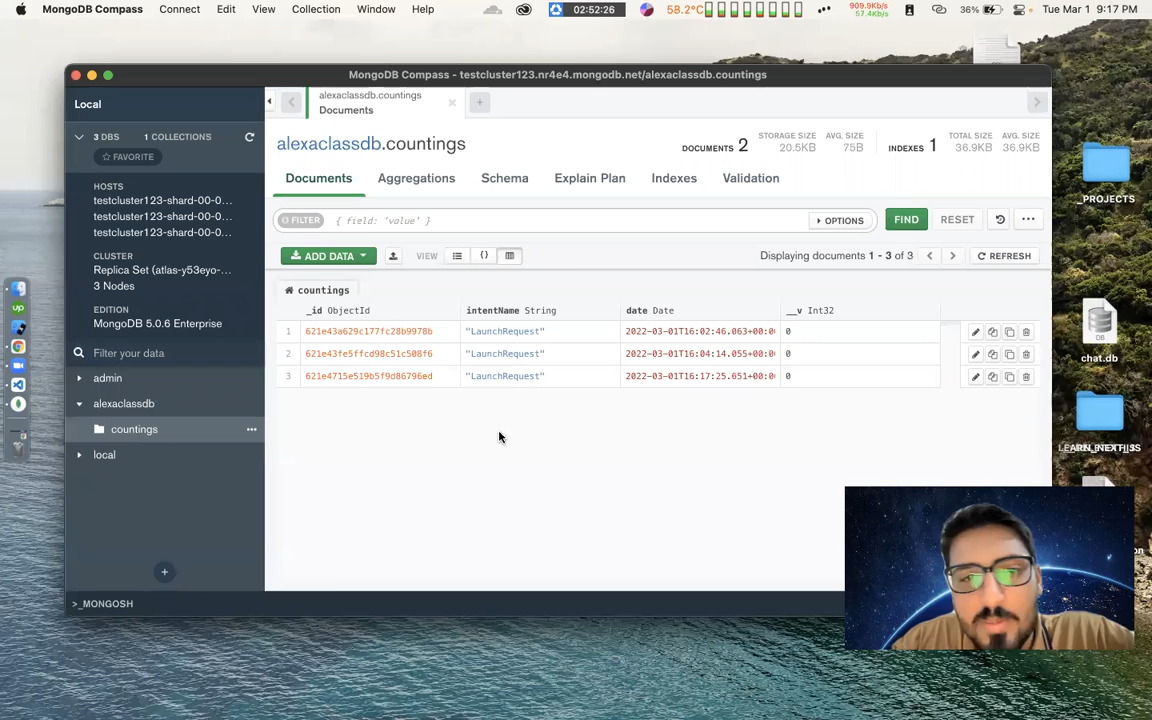 MongoDB Compass Connect Edit View Collection Window Help 02:52:26 58.2°C 909.9Kb/s 57.4Kb/s 36% Tue Mar 1 9:17 PM
MongoDB Compass - testcluster123.nr4e4.mongodb.net/alexaclassdb.countings
Local
alexaclassdb.countings
Documents
3 DBS 1 COLLECTIONS
FAVORITE
HOSTS
testcluster123-shard-00-0...
testcluster123-shard-00-0...
testcluster123-shard-00-0...
CLUSTER
Replica Set (atlas-y53eyo-...
3 Nodes
EDITION
MongoDB 5.0.6 Enterprise
Filter your data
admin
alexaclassdb
countings
local
>_MONGOSH
alexaclassdb.countings
DOCUMENTS 2 STORAGE SIZE 20.5KB AVG. SIZE 75B INDEXES 1 TOTAL SIZE 36.9KB AVG. SIZE 36.9KB
Documents Aggregations Schema Explain Plan Indexes Validation
FILTER { field: 'value' } OPTIONS FIND RESET
ADD DATA VIEW {} Displaying documents 1 - 3 of 3 REFRESH
countings
_id ObjectId intentName String date Date __v Int32
1 621e43a629c177fc28b9978b "LaunchRequest" 2022-03-01T16:02:46.063+00:0 0
2 621e43fe5ffcd98c51c508f6 "LaunchRequest" 2022-03-01T16:04:14.055+00:0 0
3 621e4715e519b5f9d86796ed "LaunchRequest" 2022-03-01T16:17:25.651+00:0 0
_PROJECTS
DB
chat.db
up